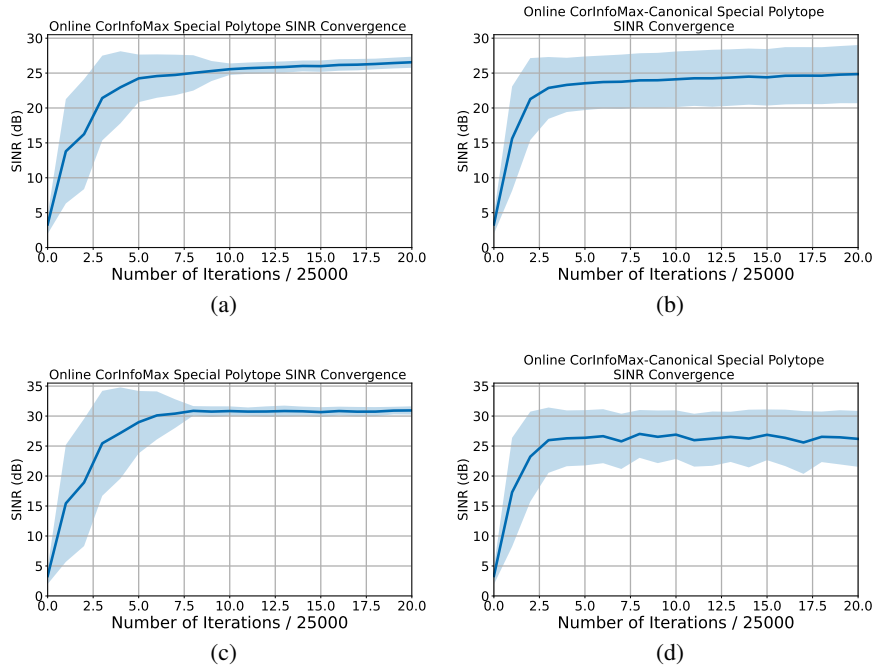 Online CorInfoMax Special Polytope SINR Convergence
30
25
20
15
10
5
0
SINR (dB)
0.0 2.5 5.0 7.5 10.0 12.5 15.0 17.5 20.0
Number of Iterations / 25000
(a)
Online CorInfoMax-Canonical Special Polytope
SINR Convergence
30
25
20
15
10
5
0
SINR (dB)
0.0 2.5 5.0 7.5 10.0 12.5 15.0 17.5 20.0
Number of Iterations / 25000
(b)
Online CorInfoMax Special Polytope SINR Convergence
35
30
25
20
15
10
5
0
SINR (dB)
0.0 2.5 5.0 7.5 10.0 12.5 15.0 17.5 20.0
Number of Iterations / 25000
(c)
Online CorInfoMax-Canonical Special Polytope
SINR Convergence
35
30
25
20
15
10
5
0
SINR (dB)
0.0 2.5 5.0 7.5 10.0 12.5 15.0 17.5 20.0
Number of Iterations / 25000
(d)